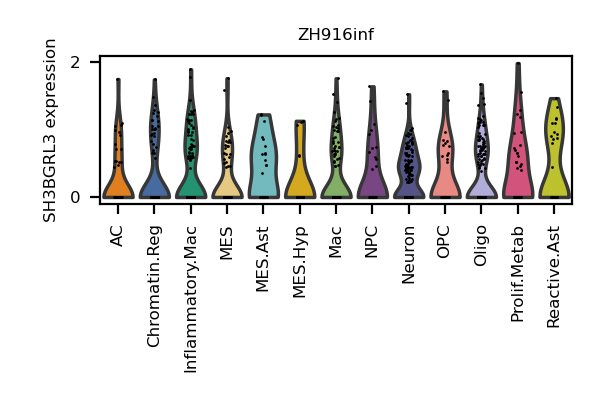 ZH916inf
SH3BGRL3 expression
2
0
AC
Chromatin.Reg
Inflammatory.Mac
MES
MES.Ast
MES.Hyp
Mac
NPC
Neuron
OPC
Oligo
Prolif.Metab
Reactive.Ast